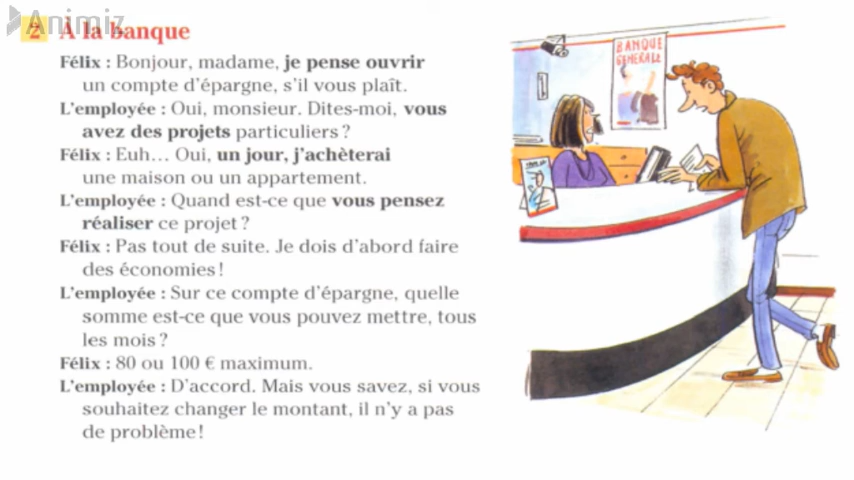 Animiz
2 À la banque
Félix : Bonjour, madame, je pense ouvrir
un compte d'épargne, s'il vous plaît.
L'employée : Oui, monsieur. Dites-moi, vous
avez des projets particuliers ?
Félix : Euh… Oui, un jour, j'achèterai
une maison ou un appartement.
L'employée : Quand est-ce que vous pensez
réaliser ce projet ?
Félix : Pas tout de suite. Je dois d'abord faire
des économies !
L'employée : Sur ce compte d'épargne, quelle
somme est-ce que vous pouvez mettre, tous
les mois ?
Félix : 80 ou 100 € maximum.
L'employée : D'accord. Mais vous savez, si vous
souhaitez changer le montant, il n'y a pas
de problème !
BANQUE
GENERALE